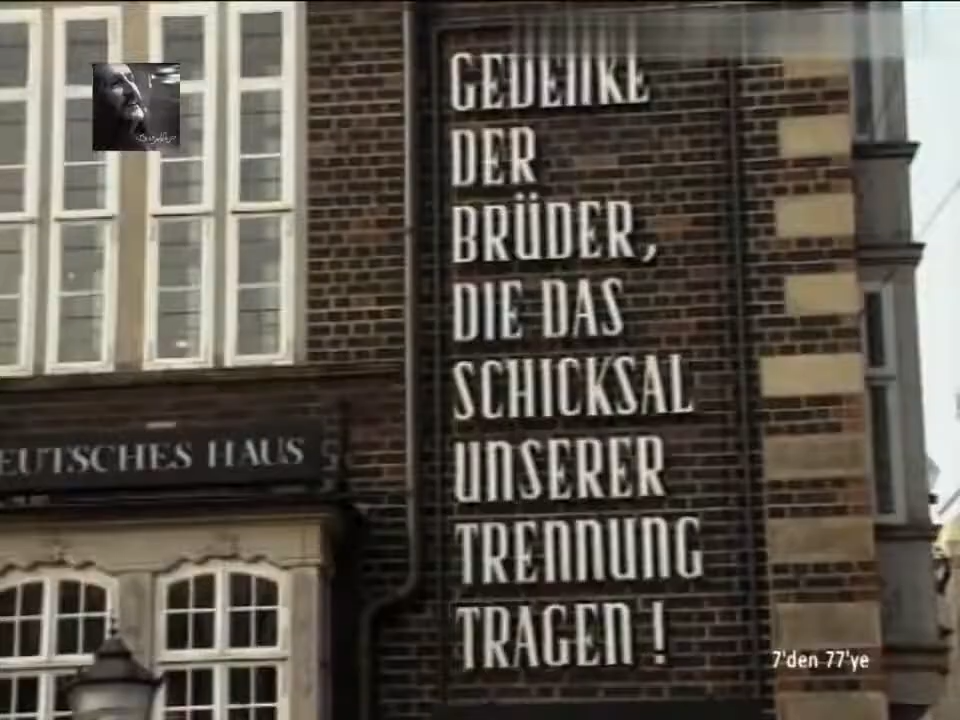 GEDENKE
DER
BRÜDER,
DIE DAS
SCHICKSAL
UNSERER
TRENNUNG
TRAGEN!
EUTSCHES HAUS
7'den 77'ye